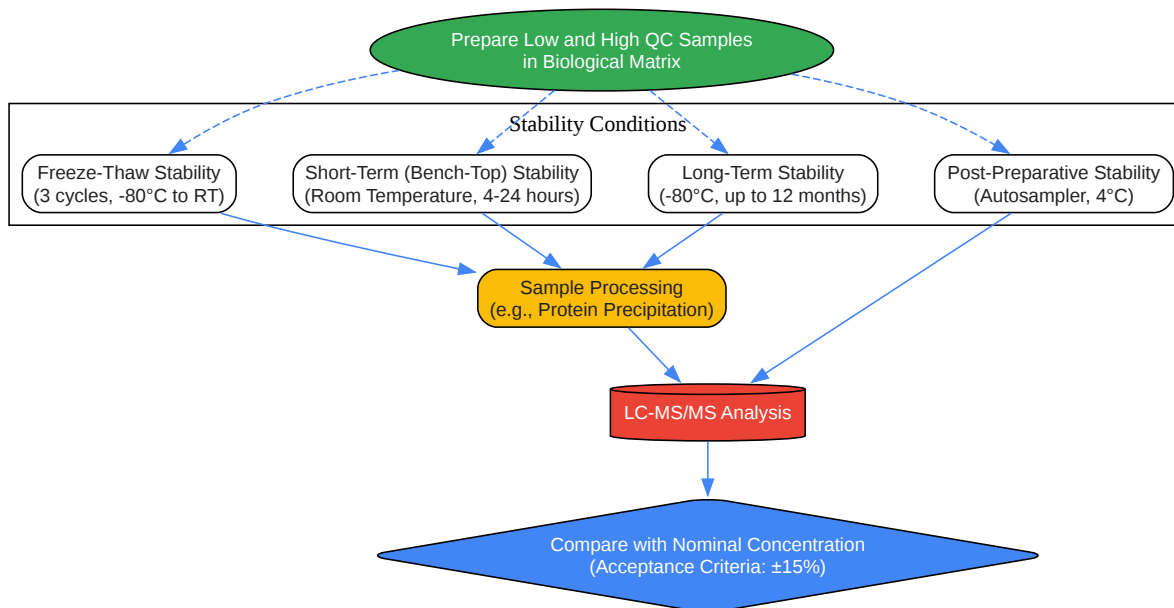 Prepare Low and High QC Samples
in Biological Matrix
Stability Conditions
Freeze-Thaw Stability
(3 cycles, -80°C to RT)
Short-Term (Bench-Top) Stability
(Room Temperature, 4-24 hours)
Long-Term Stability
(-80°C, up to 12 months)
Post-Preparative Stability
(Autosampler, 4°C)
Sample Processing
(e.g., Protein Precipitation)
LC-MS/MS Analysis
Compare with Nominal Concentration
(Acceptance Criteria: ±15%)